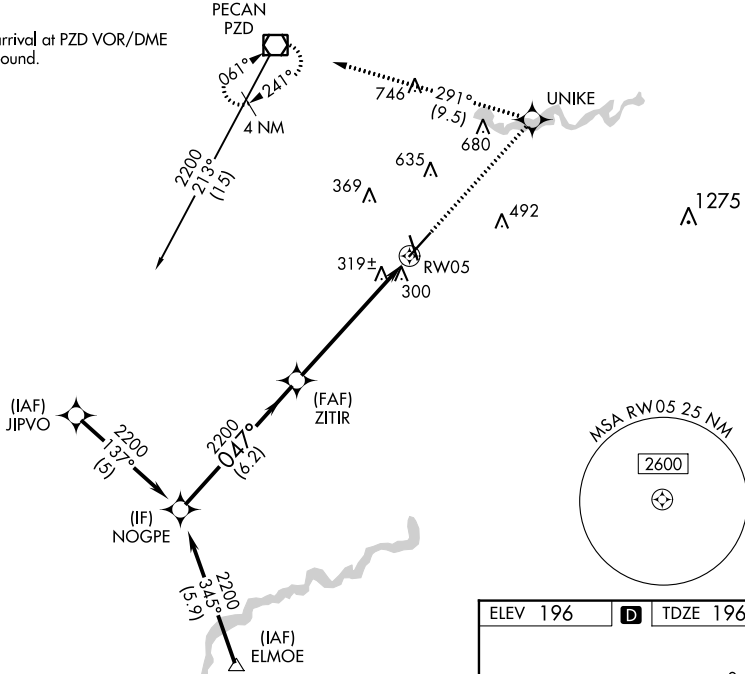 PECAN
PZD
rrival at PZD VOR/DME
ound.
061°
241°
4 NM
2200
213°
(15)
746
291°
(9.5)
UNIKE
680
635
369
492
1275
319±
RW05
300
(FAF)
ZITIR
(IAF)
JIPVO
2200
137°
(5)
2200
047°
(6.2)
(IF)
NOGPE
MSA RW05 25 NM
2600
2200
345°
(5.9)
(IAF)
ELMOE
ELEV 196 D TDZE 196